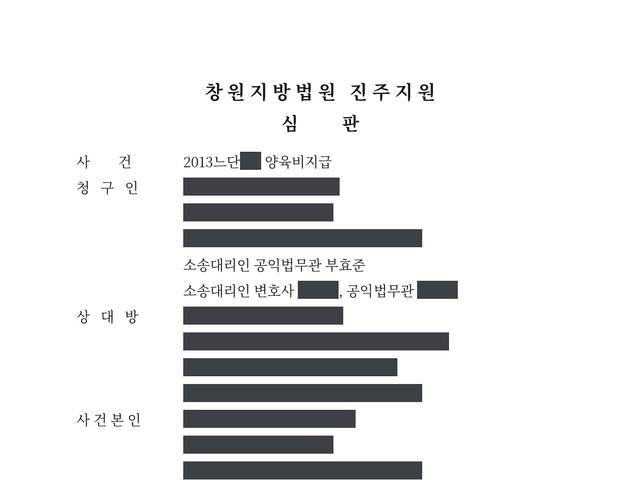 창원지방법원 진주지원
심 판
사 건 2013느단 양육비지급
청 구 인
소송대리인 공익법무관 부효준
소송대리인 변호사 , 공익법무관
상 대 방
사건본인